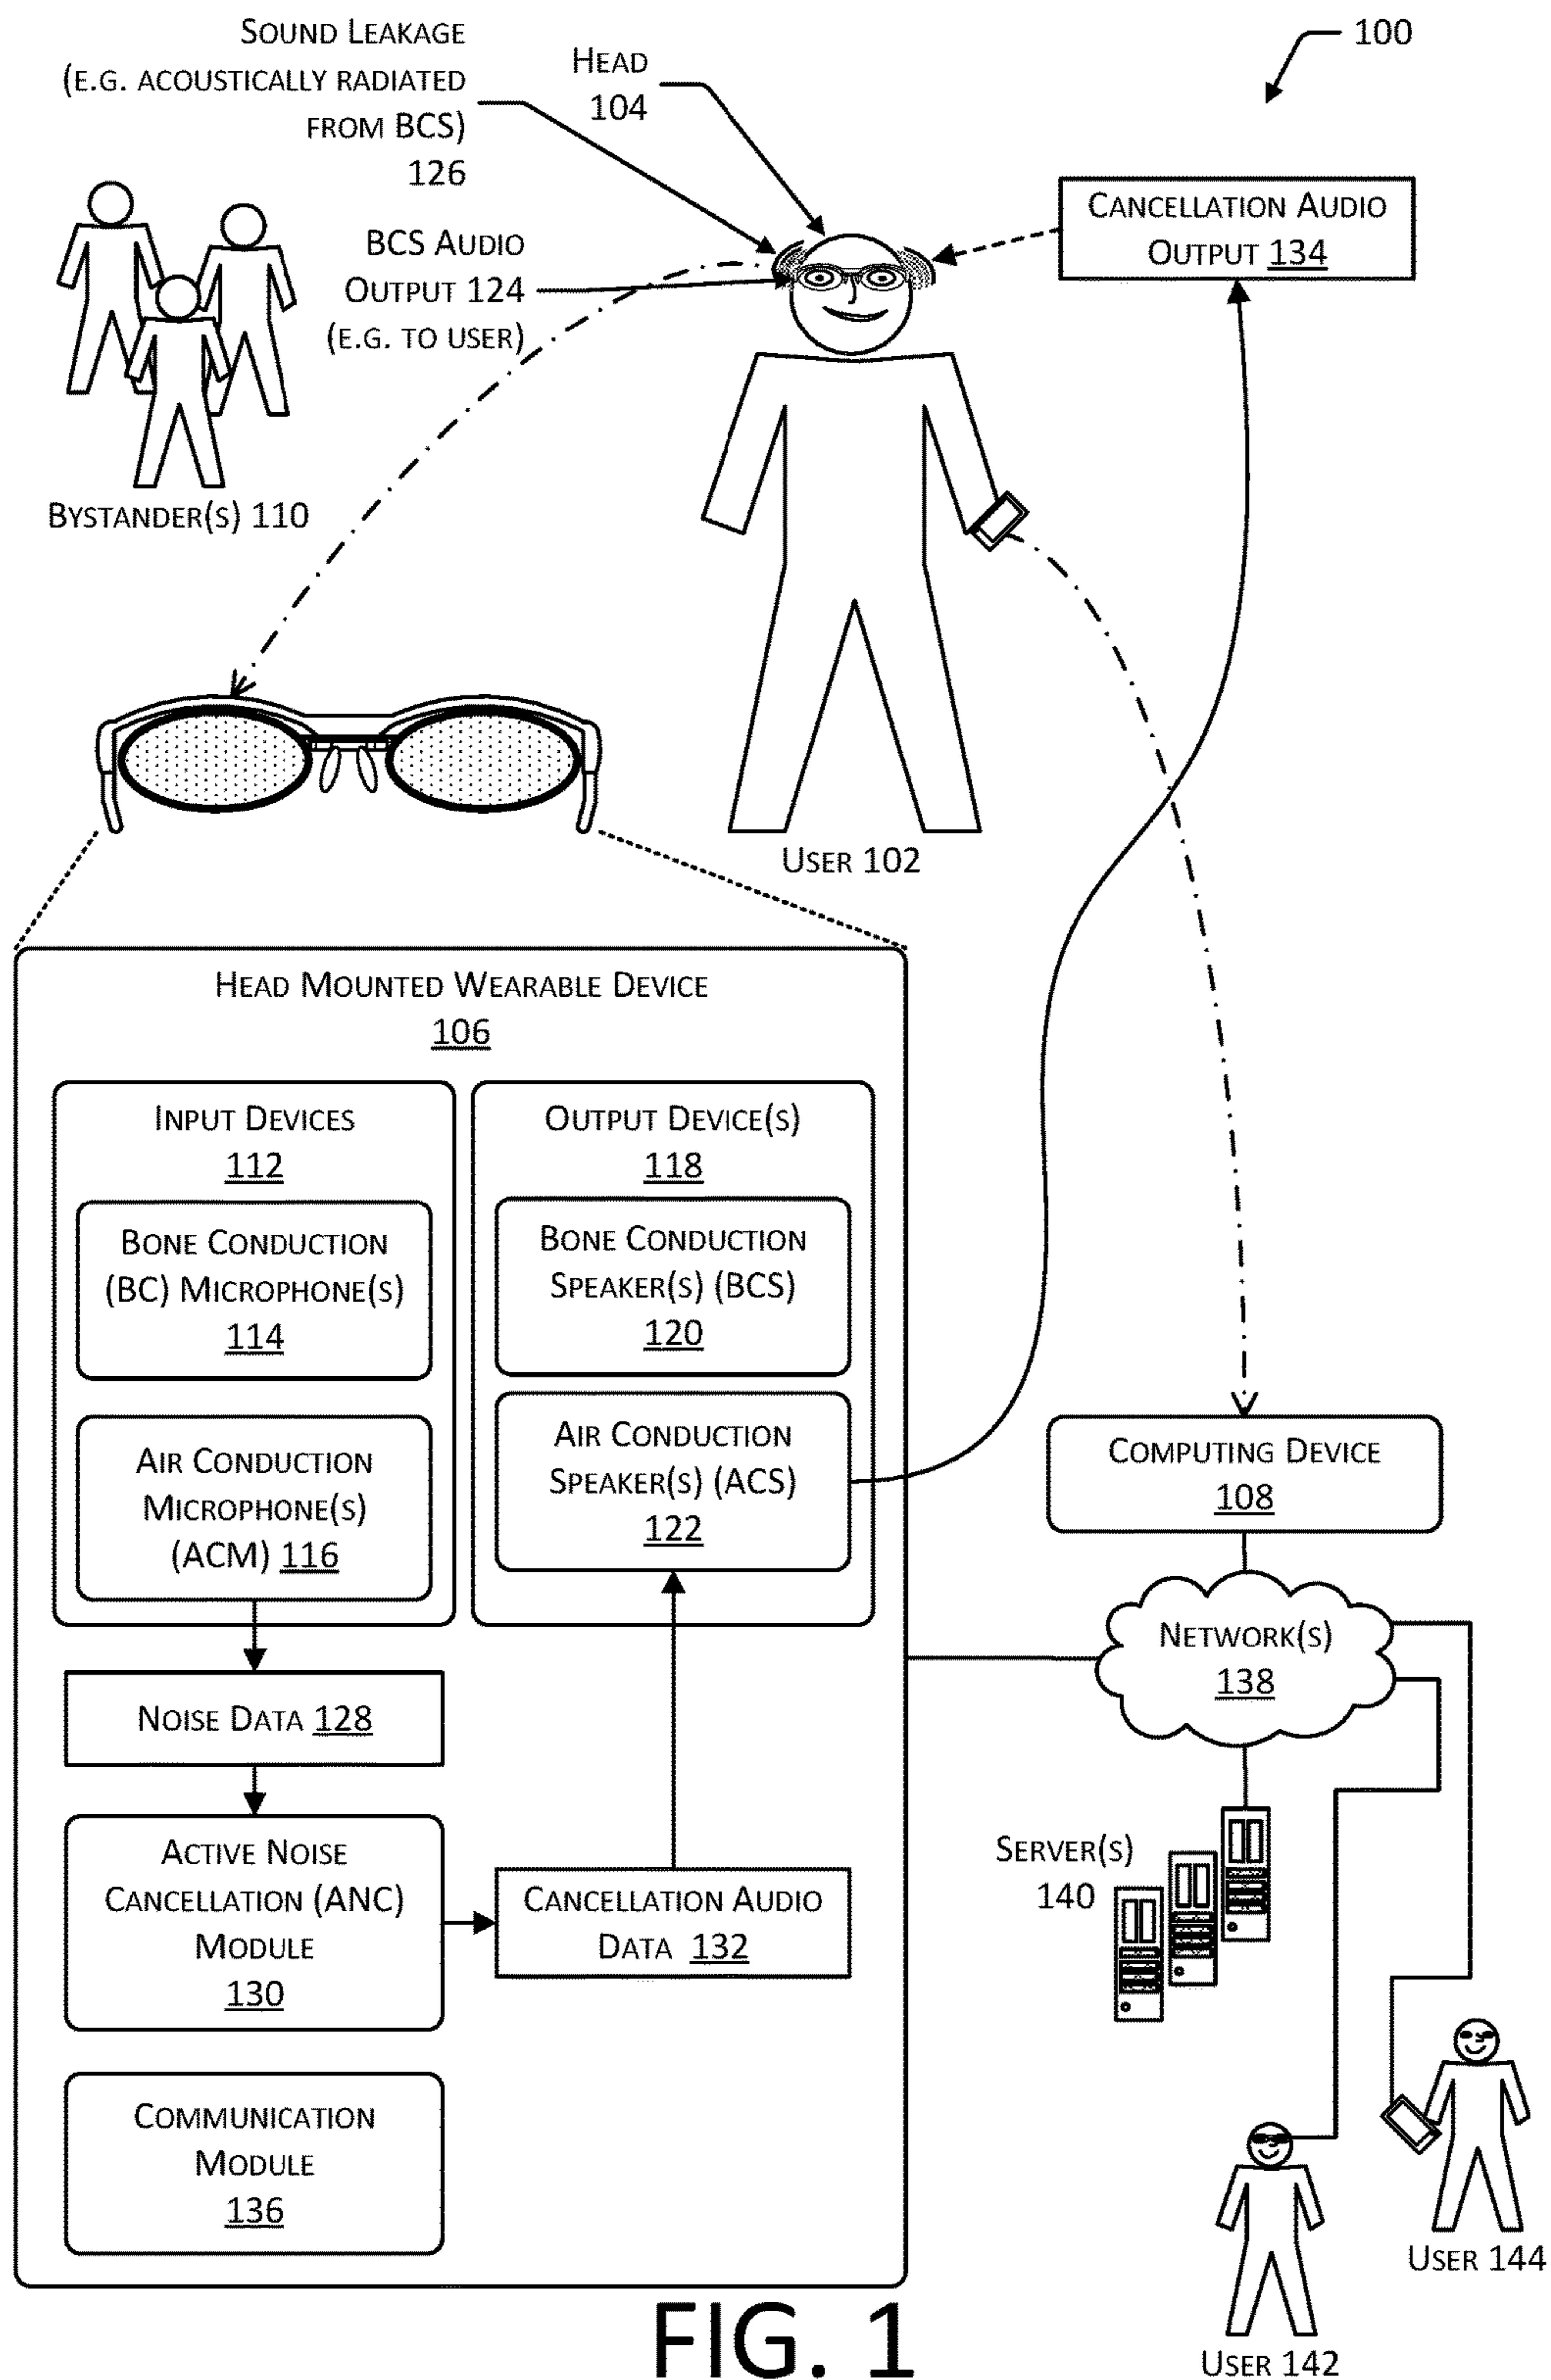 100
Sound Leakage
(e.g. acoustically radiated
from BCS)
126
Head
104
Cancellation Audio
Output 134
BCS Audio
Output 124
(e.g. to user)
Bystander(s) 110
User 102
Head Mounted Wearable Device
106
Input Devices
112
Bone Conduction
(BC) Microphone(s)
114
Air Conduction
Microphone(s)
(ACM) 116
Output Device(s)
118
Bone Conduction
Speaker(s) (BCS)
120
Air Conduction
Speaker(s) (ACS)
122
Noise Data 128
Active Noise
Cancellation (ANC)
Module
130
Cancellation Audio
Data 132
Communication
Module
136
Computing Device
108
Network(s)
138
Server(s)
140
User 144
User 142
FIG. 1